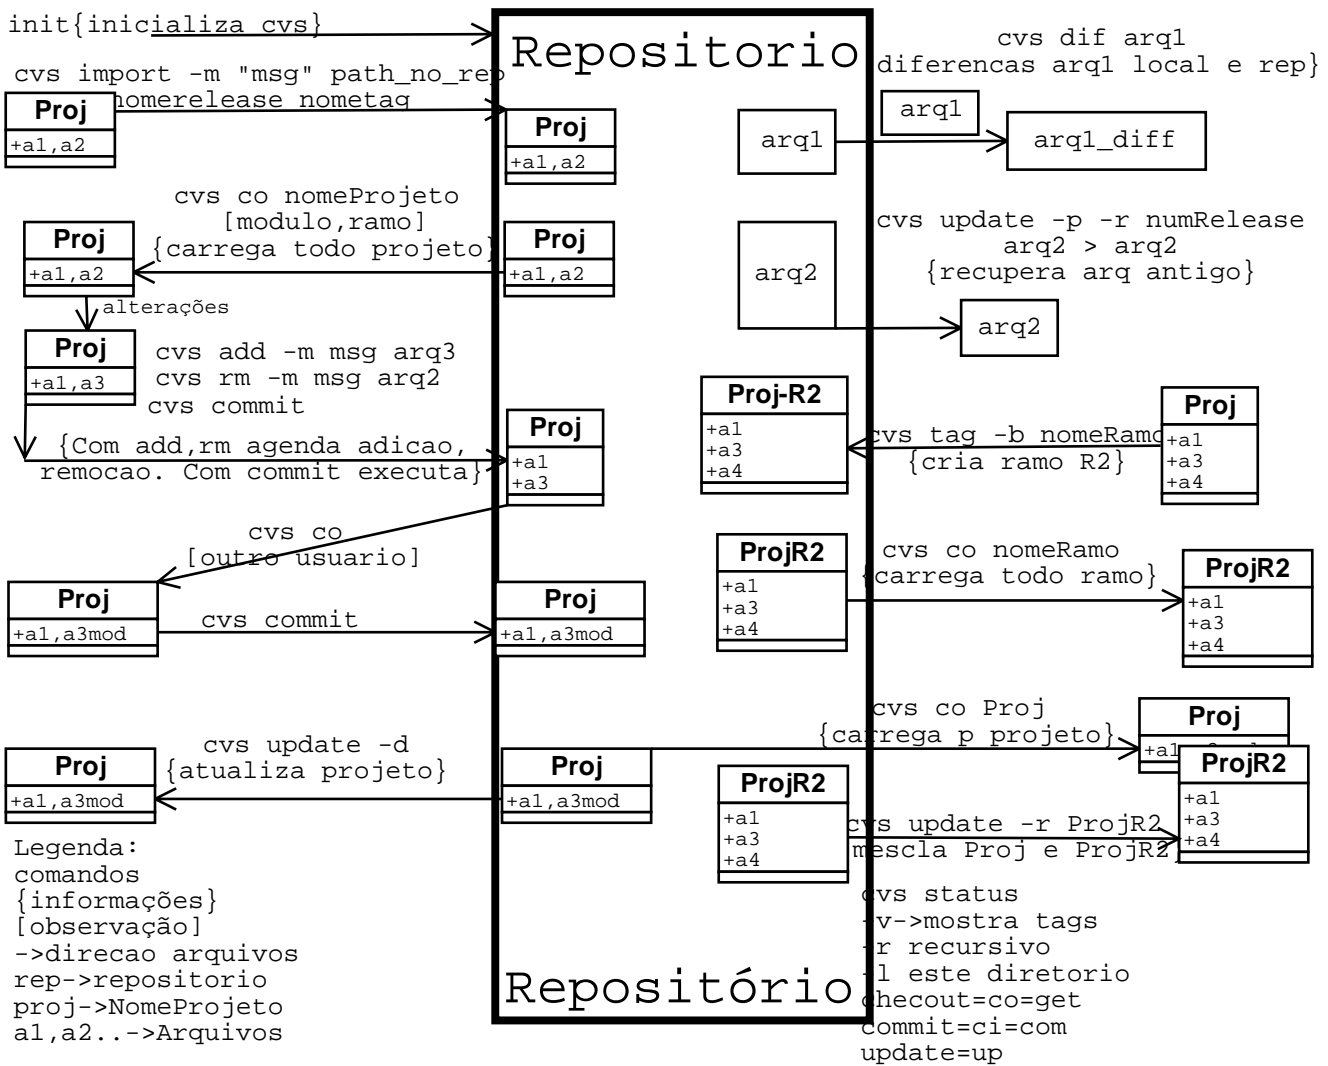 init{inicializa cvs}
cvs import -m "msg" path_no_rep
nomerelease nometag
Proj
+a1,a2
Proj
+a1,a2
cvs co nomeProjeto
[modulo,ramo]
{carrega todo projeto}
Proj
+a1,a2
Proj
+a1,a2
alterações
Proj
+a1,a3
cvs add -m msg arq3
cvs rm -m msg arq2
cvs commit
{Com add,rm agenda adicao,
remocao. Com commit executa}
Proj
+a1
+a3
cvs co
[outro usuario]
Proj
+a1,a3mod
cvs commit
Proj
+a1,a3mod
cvs update -d
{atualiza projeto}
Proj
+a1,a3mod
Proj
+a1,a3mod
Legenda:
comandos
{informações}
[observação]
->direcao arquivos
rep->repositorio
proj->NomeProjeto
a1,a2..->Arquivos
Repositorio
cvs dif arq1
diferencas arq1 local e rep}
arq1
arq1
arq1_diff
cvs update -p -r numRelease
arq2 > arq2
{recupera arq antigo}
arq2
arq2
Proj-R2
+a1
+a3
+a4
cvs tag -b nomeRamo
{cria ramo R2}
Proj
+a1
+a3
+a4
ProjR2
+a1
+a3
+a4
cvs co nomeRamo
{carrega todo ramo}
ProjR2
+a1
+a3
+a4
cvs co Proj
{carrega p projeto}
Proj
+a1
ProjR2
+a1
+a3
+a4
ProjR2
+a1
+a3
+a4
cvs update -r ProjR2
mescla Proj e ProjR2}
cvs status
-v->mostra tags
-r recursivo
-l este diretorio
checout=co=get
commit=ci=com
update=up
Repositório